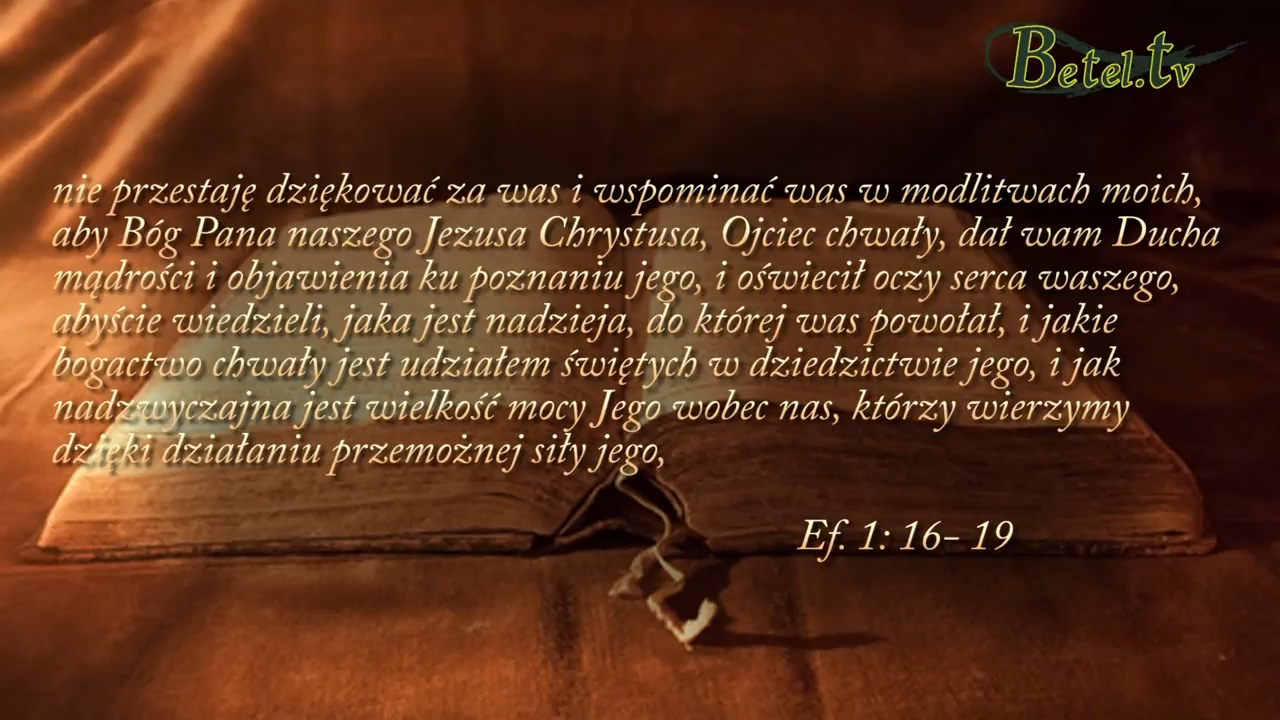 Betel.tv
nie przestaję dziękować za was i wspominać was w modlitwach moich,
aby Bóg Pana naszego Jezusa Chrystusa, Ojciec chwały, dał wam Ducha
mądrości i objawienia ku poznaniu jego, i oświecił oczy serca waszego,
abyście wiedzieli, jaka jest nadzieja, do której was powołał, i jakie
bogactwo chwały jest udziałem świętych w dziedzictwie jego, i jak
nadzwyczajna jest wielkość mocy Jego wobec nas, którzy wierzymy
dzięki działaniu przemożnej siły jego,
Ef. 1: 16- 19